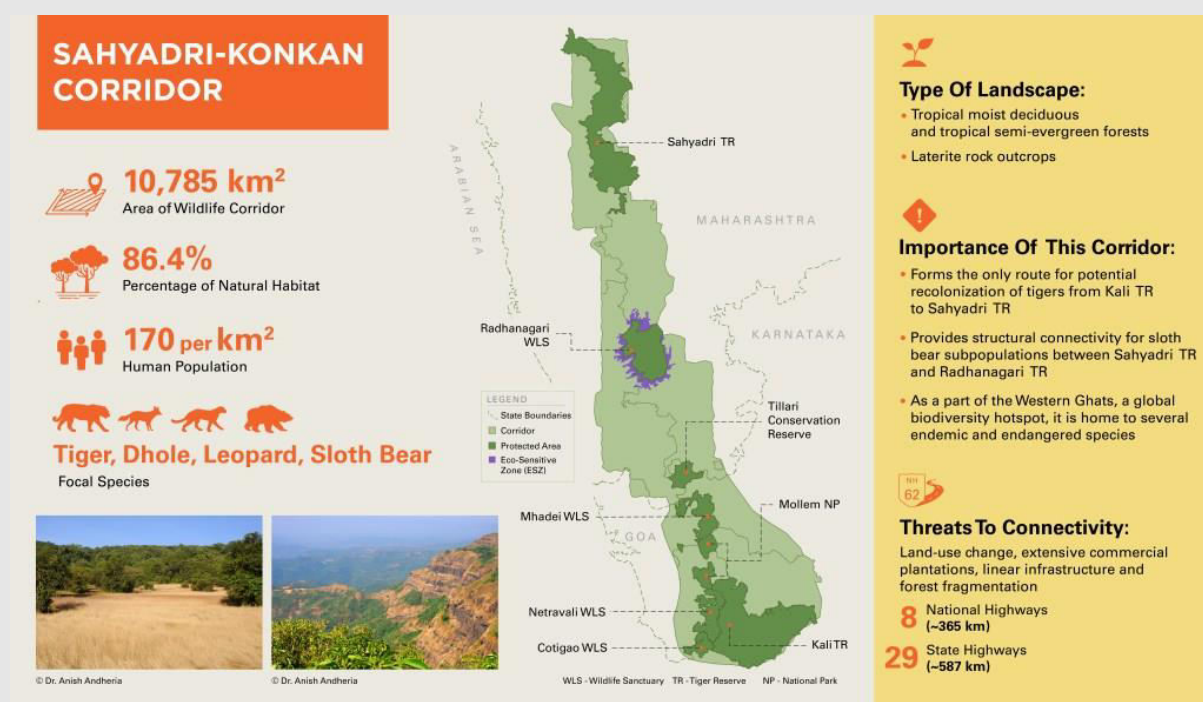 SAHYADRI-KONKAN
CORRIDOR
10,785 km²
Area of Wildlife Corridor
86.4%
Percentage of Natural Habitat
170 per km²
Human Population
Tiger, Dhole, Leopard, Sloth Bear
Focal Species
© Dr. Anish Andheria
© Dr. Anish Andheria
ARABIAN SEA
Sahyadri TR
MAHARASHTRA
Radhanagari
WLS
KARNATAKA
LEGEND
State Boundaries
Corridor
Protected Area
Eco-Sensitive
Zone (ESZ)
Tillari
Conservation
Reserve
Mollem NP
Mhadei WLS
GOA
Netravali WLS
Cotigao WLS
Kali TR
WLS - Wildlife Sanctuary TR - Tiger Reserve NP - National Park
Type Of Landscape:
• Tropical moist deciduous
and tropical semi-evergreen forests
• Laterite rock outcrops
!
Importance Of This Corridor:
• Forms the only route for potential
recolonization of tigers from Kali TR
to Sahyadri TR
• Provides structural connectivity for sloth
bear subpopulations between Sahyadri TR
and Radhanagari TR
• As a part of the Western Ghats, a global
biodiversity hotspot, it is home to several
endemic and endangered species
NH
62
Threats To Connectivity:
Land-use change, extensive commercial
plantations, linear infrastructure and
forest fragmentation
8 National Highways
(~365 km)
29 State Highways
(~587 km)